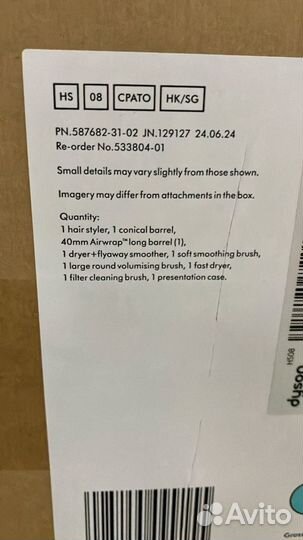 HS 08 CPATO HK/SG
PN.587682-31-02 JN.129127 24.06.24
Re-order No.533804-01
Small details may vary slightly from those shown.
Imagery may differ from attachments in the box.
Quantity:
1 hair styler, 1 conical barrel,
40mm Airwrap™ long barrel (1),
1 dryer+flyaway smoother, 1 soft smoothing brush,
1 large round volumising brush, 1 fast dryer,
1 filter cleaning brush, 1 presentation case.
HS08
Gree
Avito